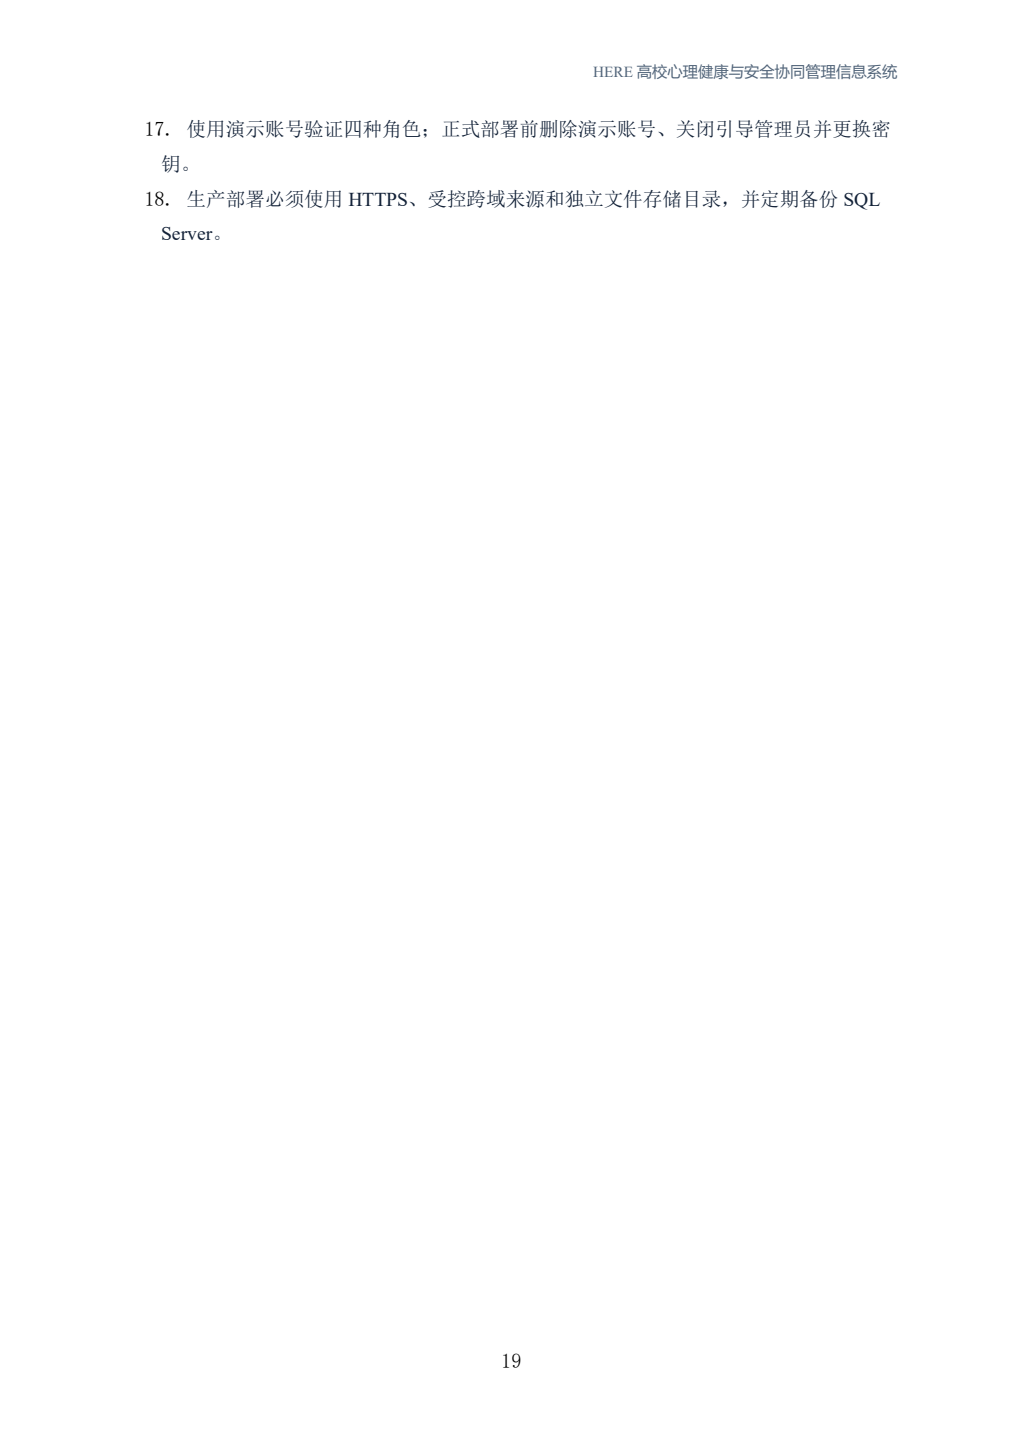 HERE 高校心理健康与安全协同管理信息系统
17. 使用演示账号验证四种角色；正式部署前删除演示账号、关闭引导管理员并更换密
钥。
18. 生产部署必须使用 HTTPS、受控跨域来源和独立文件存储目录，并定期备份 SQL
Server。
19